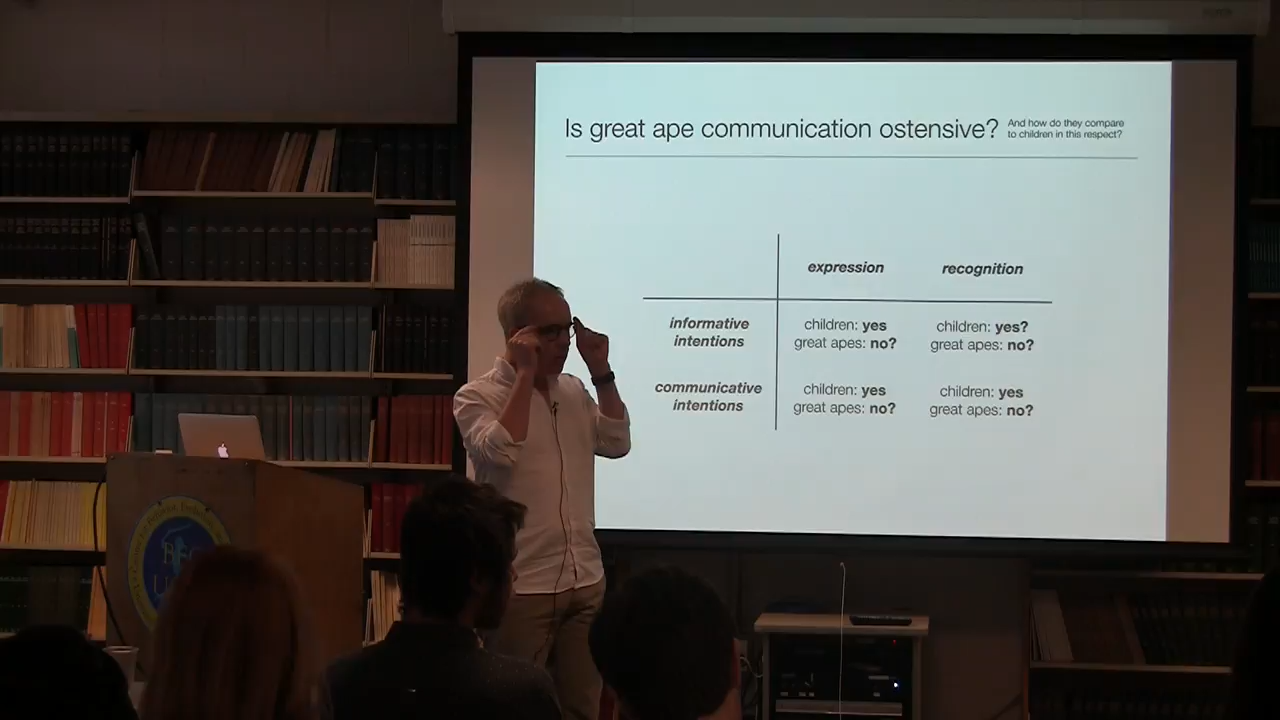 Is great ape communication ostensive?
And how do they compare
to children in this respect?
expression recognition
informative
intentions
children: yes
great apes: no?
children: yes?
great apes: no?
communicative
intentions
children: yes
great apes: no?
children: yes
great apes: no?